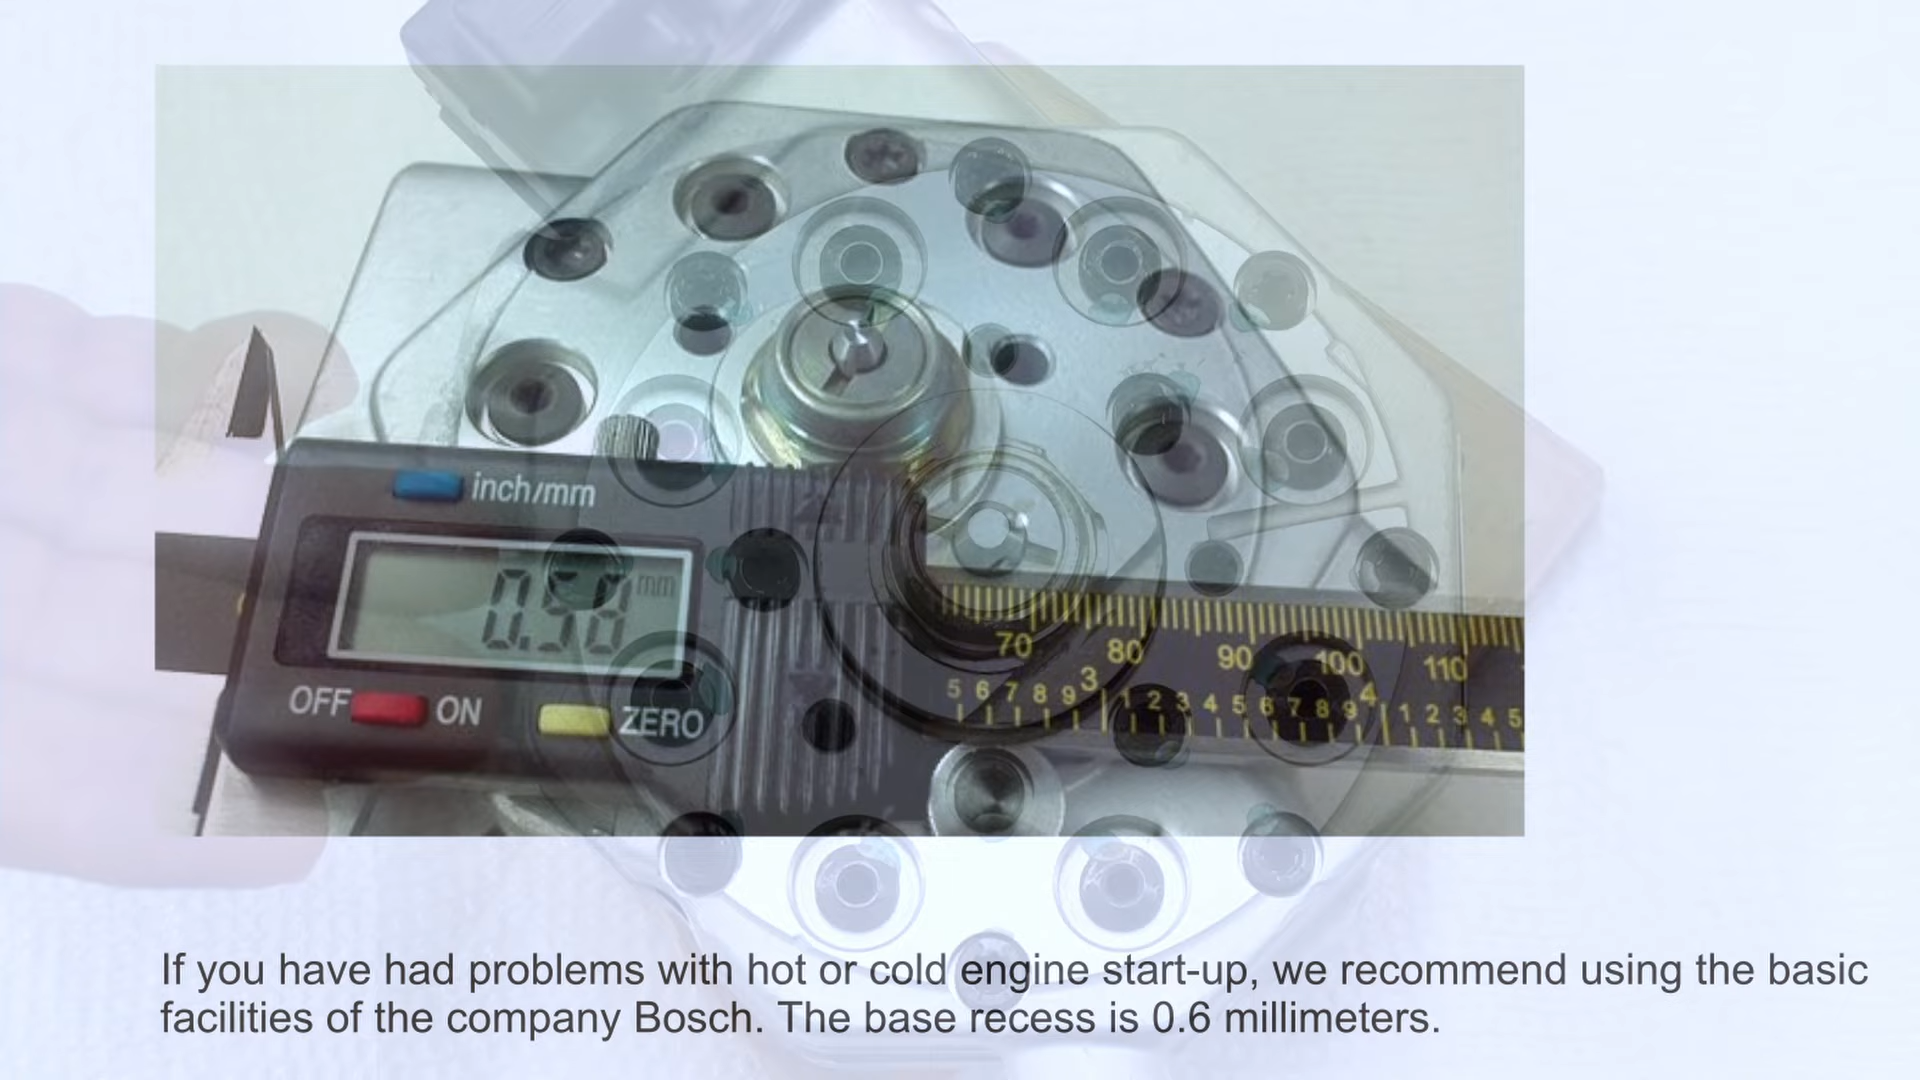 inch/mm
0.58 mm
OFF ON ZERO
70 80 90 100 110
5 6 7 8 9 3 1 2 3 4 5 6 7 8 9 4 1 2 3 4 5
If you have had problems with hot or cold engine start-up, we recommend using the basic
facilities of the company Bosch. The base recess is 0.6 millimeters.